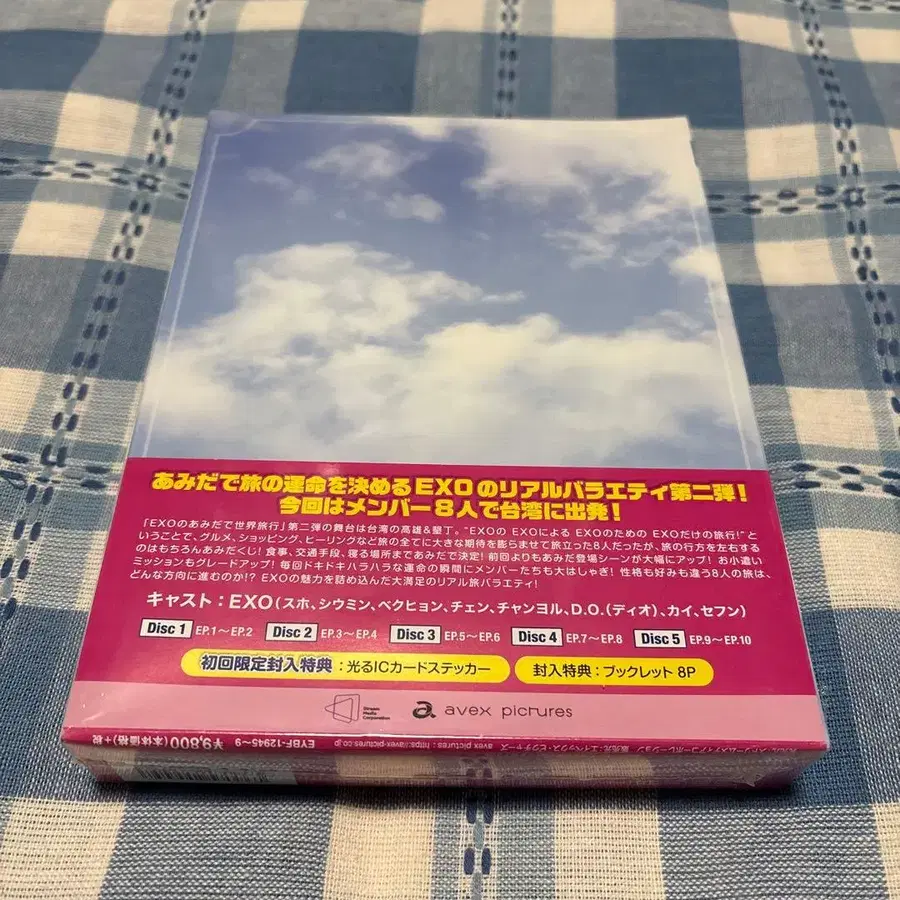 あみだで旅の運命を決めるEXOのリアルバラエティ第二弾!
今回はメンバー8人で台湾に出発!
「EXOのあみだで世界旅行」第二弾の舞台は台湾の高雄&墾丁。“EXOの EXOによる EXOのための EXOだけの旅行!”と
いうことで、グルメ、ショッピング、ヒーリングなど旅の全てに大きな期待を膨らませて旅立った8人だったが、旅の行方を左右する
のはもちろんあみだくじ! 食事、交通手段、寝る場所まであみだで決定! 前回よりもあみだ登場シーンが大幅にアップ! お小遣い
ミッションもグレードアップ! 毎回ドキドキハラハラな運命の瞬間にメンバーたちも大はしゃぎ! 性格も好みも違う8人の旅は、
どんな方向に進むのか!? EXOの魅力を詰め込んだ大満足のリアル旅バラエティ!
キャスト:EXO(スホ、シウミン、ベクヒョン、チェン、チャンヨル、D.O.(ディオ)、カイ、セフン)
Disc 1 EP.1〜EP.2 Disc 2 EP.3〜EP.4 Disc 3 EP.5〜EP.6 Disc 4 EP.7〜EP.8 Disc 5 EP.9〜EP.10
初回限定封入特典:光るICカードステッカー 封入特典:ブックレット 8P
Stream Media Corporation avex pictures
¥9,800(本体価格)+税 EYBF-12945〜9 avex pictures : https://avex-pictures.co.jp